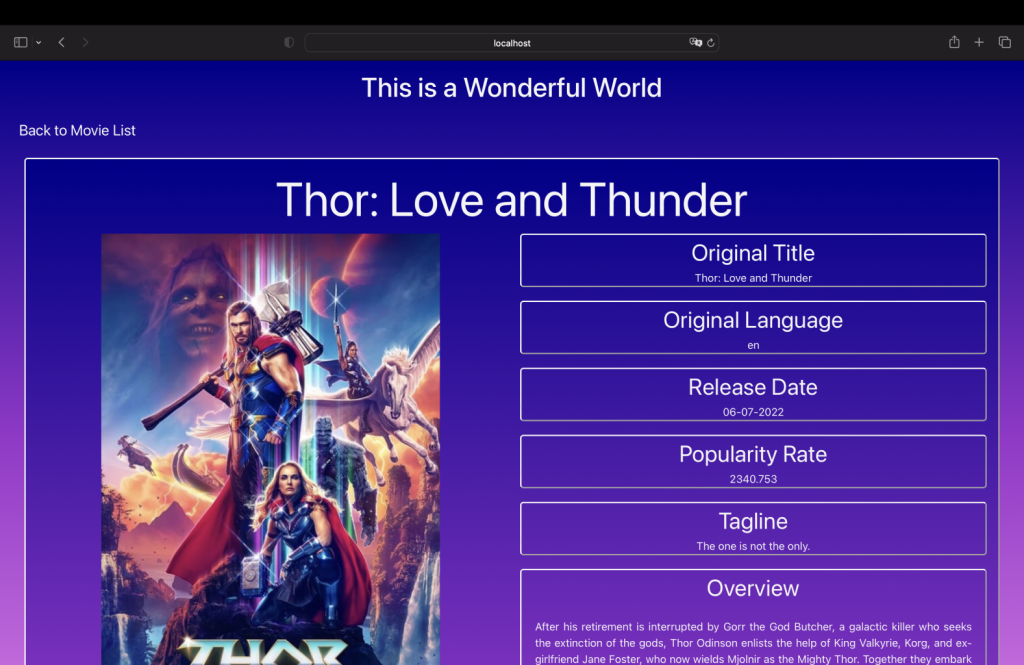 localhost
This is a Wonderful World
Back to Movie List
Thor: Love and Thunder
THOR
Original Title
Thor: Love and Thunder
Original Language
en
Release Date
06-07-2022
Popularity Rate
2340.753
Tagline
The one is not the only.
Overview
After his retirement is interrupted by Gorr the God Butcher, a galactic killer who seeks
the extinction of the gods, Thor Odinson enlists the help of King Valkyrie, Korg, and ex-
girlfriend Jane Foster, who now wields Mjolnir as the Mighty Thor. Together they embark